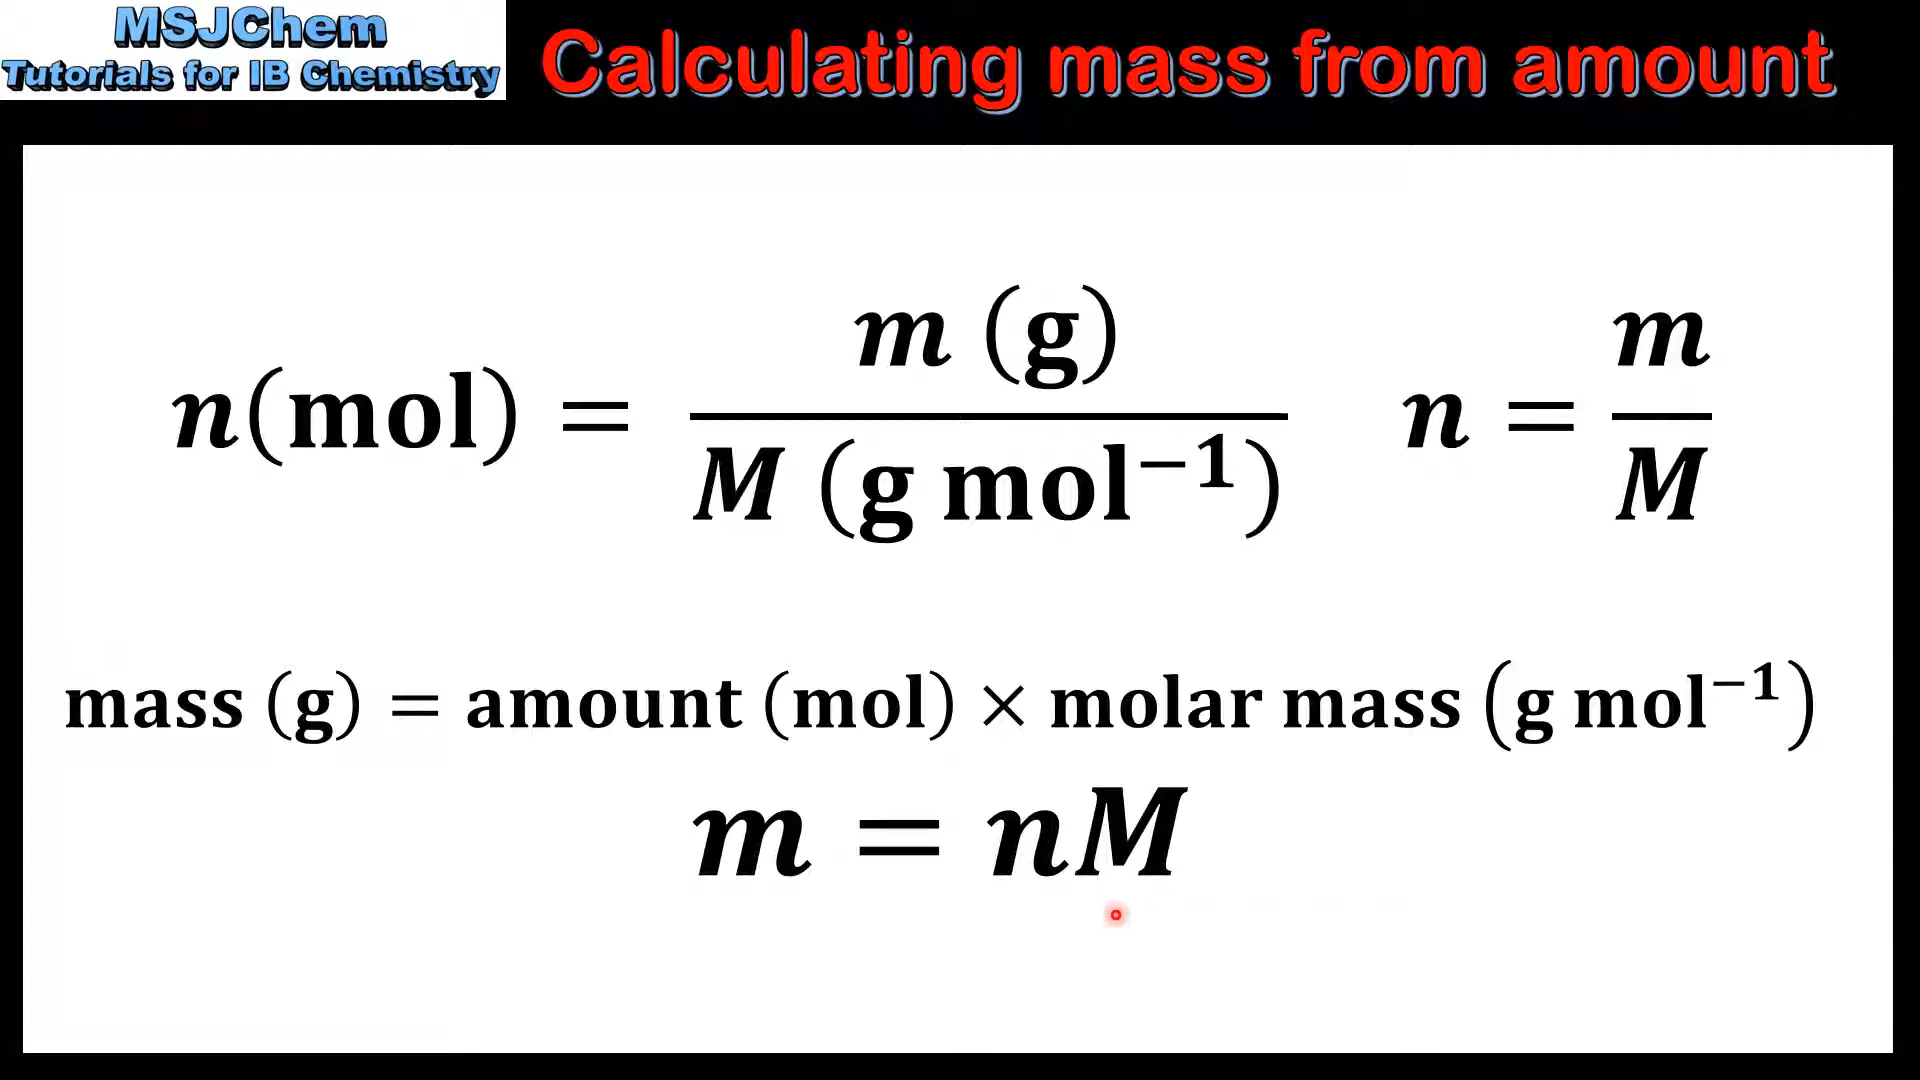 MSJChem
Tutorials for IB Chemistry
Calculating mass from amount
n(mol) = m (g) / M (g mol⁻¹)  n = m / M
mass (g) = amount (mol) × molar mass (g mol⁻¹)
m = nM